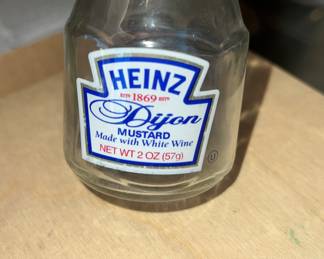 HEINZ
ESTD 1869 ESTD
Dijon
MUSTARD
Made with White Wine
NET WT 2 OZ (57g)
U